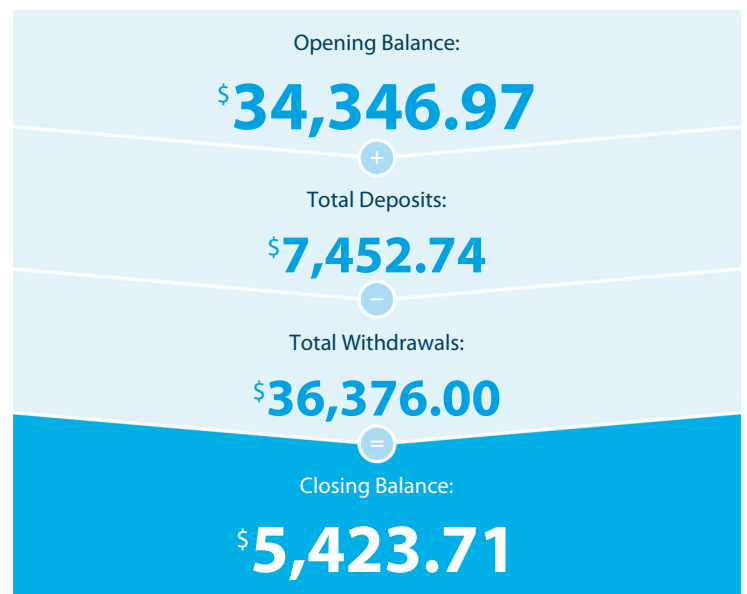 Opening Balance:
$34,346.97
+
Total Deposits:
$7,452.74
−
Total Withdrawals:
$36,376.00
=
Closing Balance:
$5,423.71